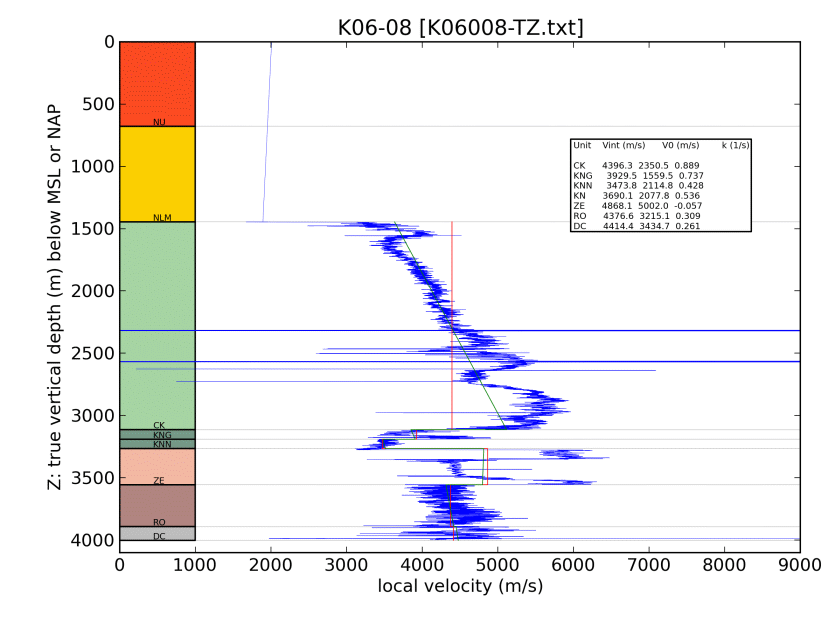 K06-08 [K06008-TZ.txt]
Z: true vertical depth (m) below MSL or NAP
0
500
1000
1500
2000
2500
3000
3500
4000
NU
NLM
CK
KNG
KNN
ZE
RO
DC
Unit Vint (m/s) V0 (m/s) k (1/s)
CK 4396.3 2350.5 0.889
KNG 3929.5 1559.5 0.737
KNN 3473.8 2114.8 0.428
KN 3690.1 2077.8 0.536
ZE 4868.1 5002.0 -0.057
RO 4376.6 3215.1 0.309
DC 4414.4 3434.7 0.261
0 1000 2000 3000 4000 5000 6000 7000 8000 9000
local velocity (m/s)